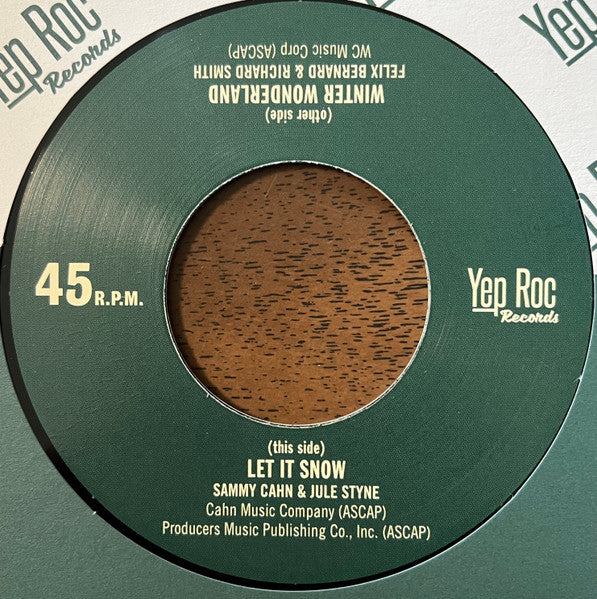 Yep Roc
Records
Yep
(other side)
WINTER WONDERLAND
FELIX BERNARD & RICHARD SMITH
WC Music Corp (ASCAP)
45 R.P.M.
Yep Roc
Records
(this side)
LET IT SNOW
SAMMY CAHN & JULE STYNE
Cahn Music Company (ASCAP)
Producers Music Publishing Co., Inc. (ASCAP)